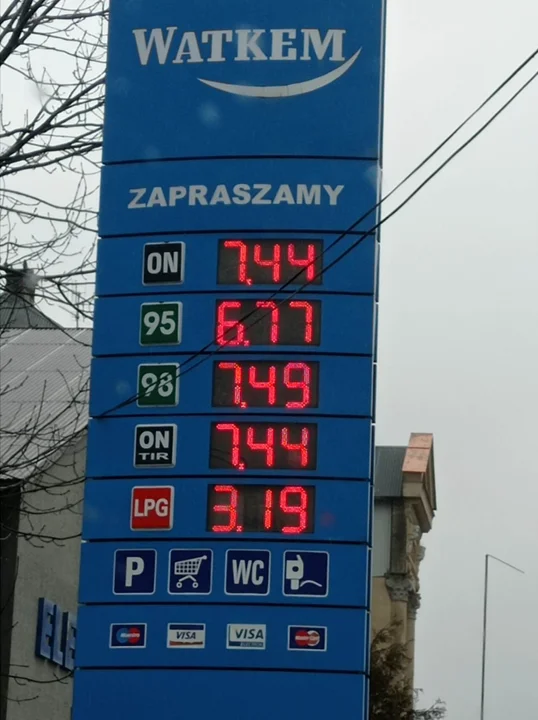 WATKEM
ZAPRASZAMY
ON 7,44
95 6,77
98 7,49
ON TIR 7,44
LPG 3,19
P WC
VISA VISA
ELE